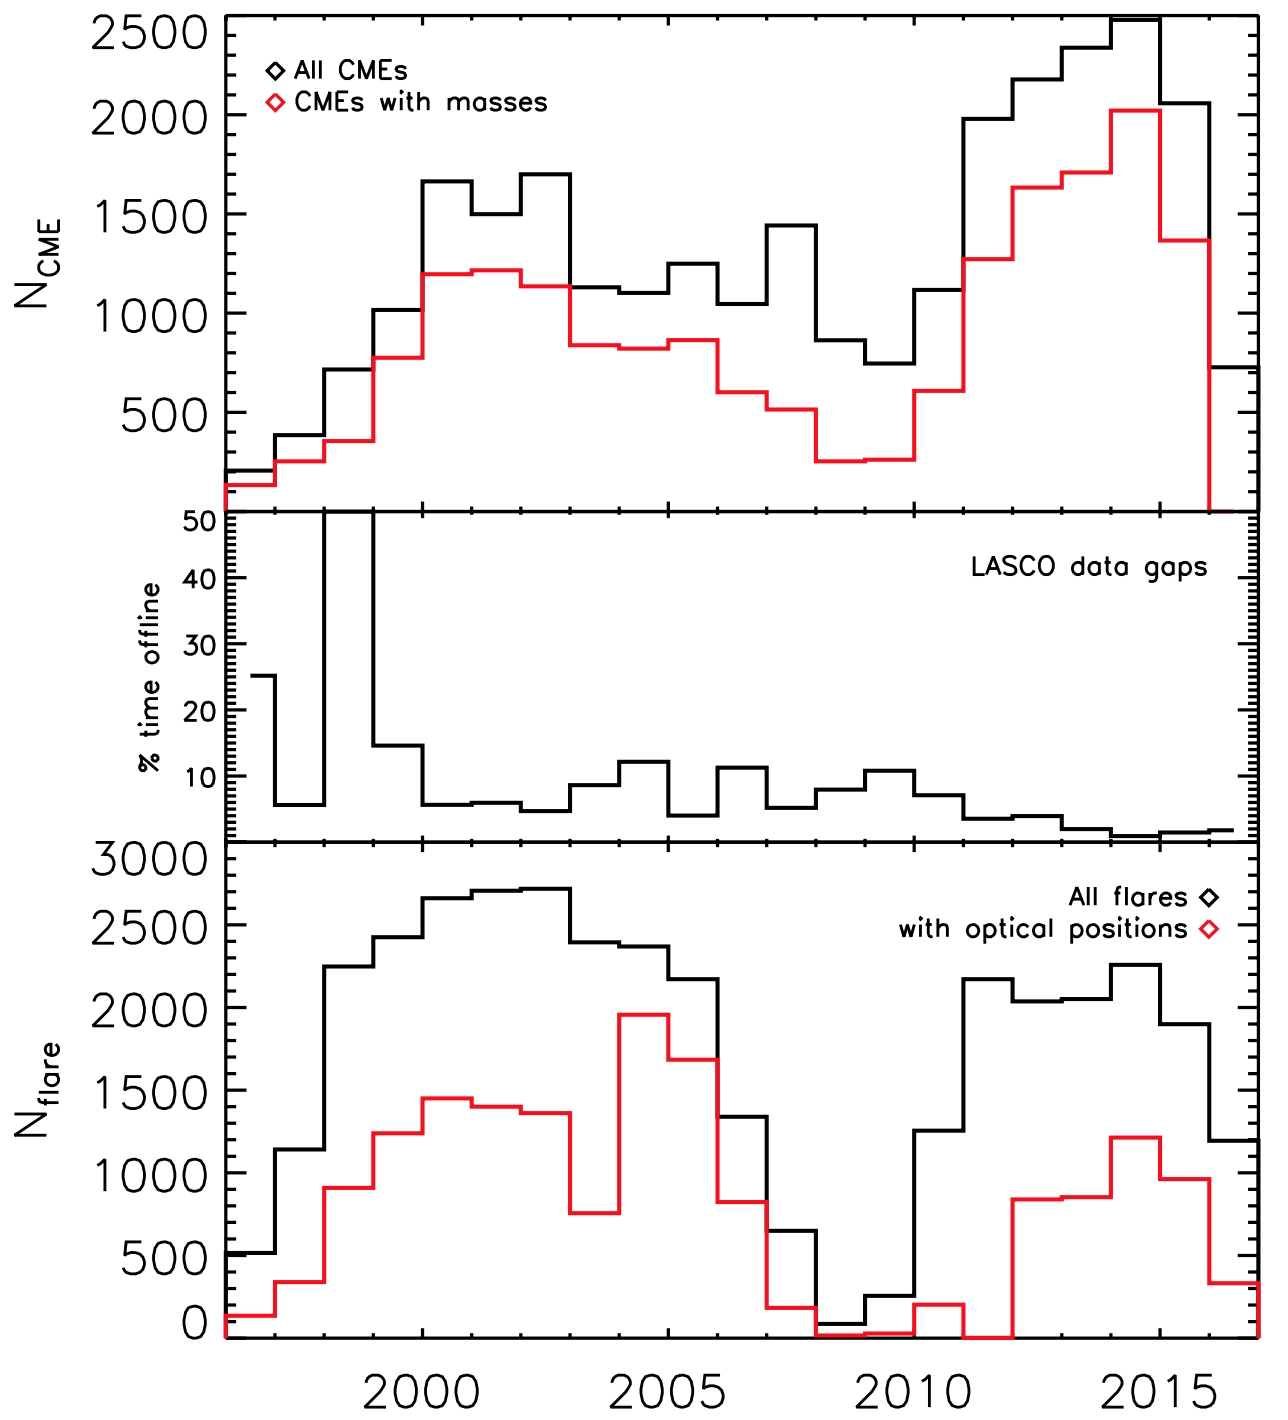 2500
All CMEs
CMEs with masses
2000
1500
1000
500
N_CME
50
40
30
20
10
% time offline
LASCO data gaps
3000
2500
2000
1500
1000
500
0
N_flare
All flares
with optical positions
2000 2005 2010 2015